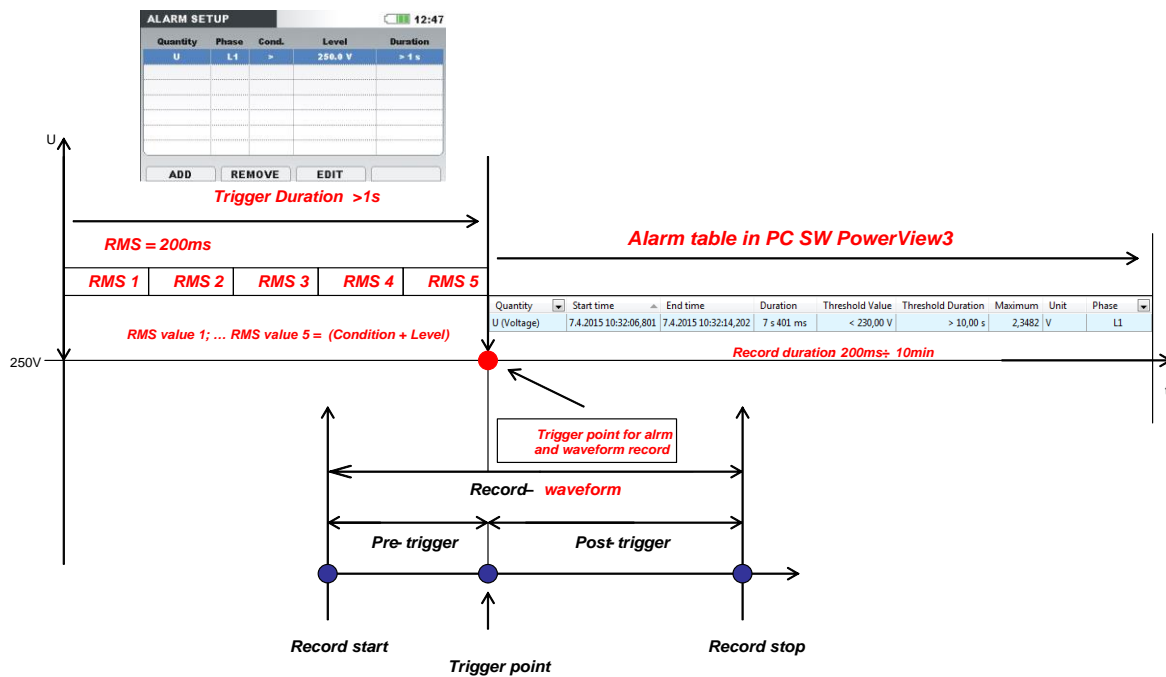 ALARM SETUP 12:47
Quantity Phase Cond. Level Duration
U L1 > 250.0 V > 1 s
ADD REMOVE EDIT
U
Trigger Duration >1s
RMS = 200ms
Alarm table in PC SW PowerView3
RMS 1 RMS 2 RMS 3 RMS 4 RMS 5
Quantity Start time End time Duration Threshold Value Threshold Duration Maximum Unit Phase
U (Voltage) 7.4.2015 10:32:06,801 7.4.2015 10:32:14,202 7 s 401 ms < 230,00 V > 10,00 s 2,3482 V L1
RMS value 1; ... RMS value 5 = (Condition + Level)
Record duration 200ms÷ 10min
250V
Trigger point for alrm
and waveform record
Record– waveform
Pre- trigger Post- trigger
Record start Record stop
Trigger point